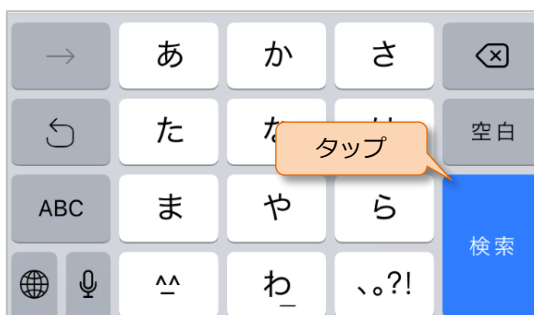 → あ か さ
た な 空白
タップ
ABC ま や ら
検索
^^ わ 、。?!